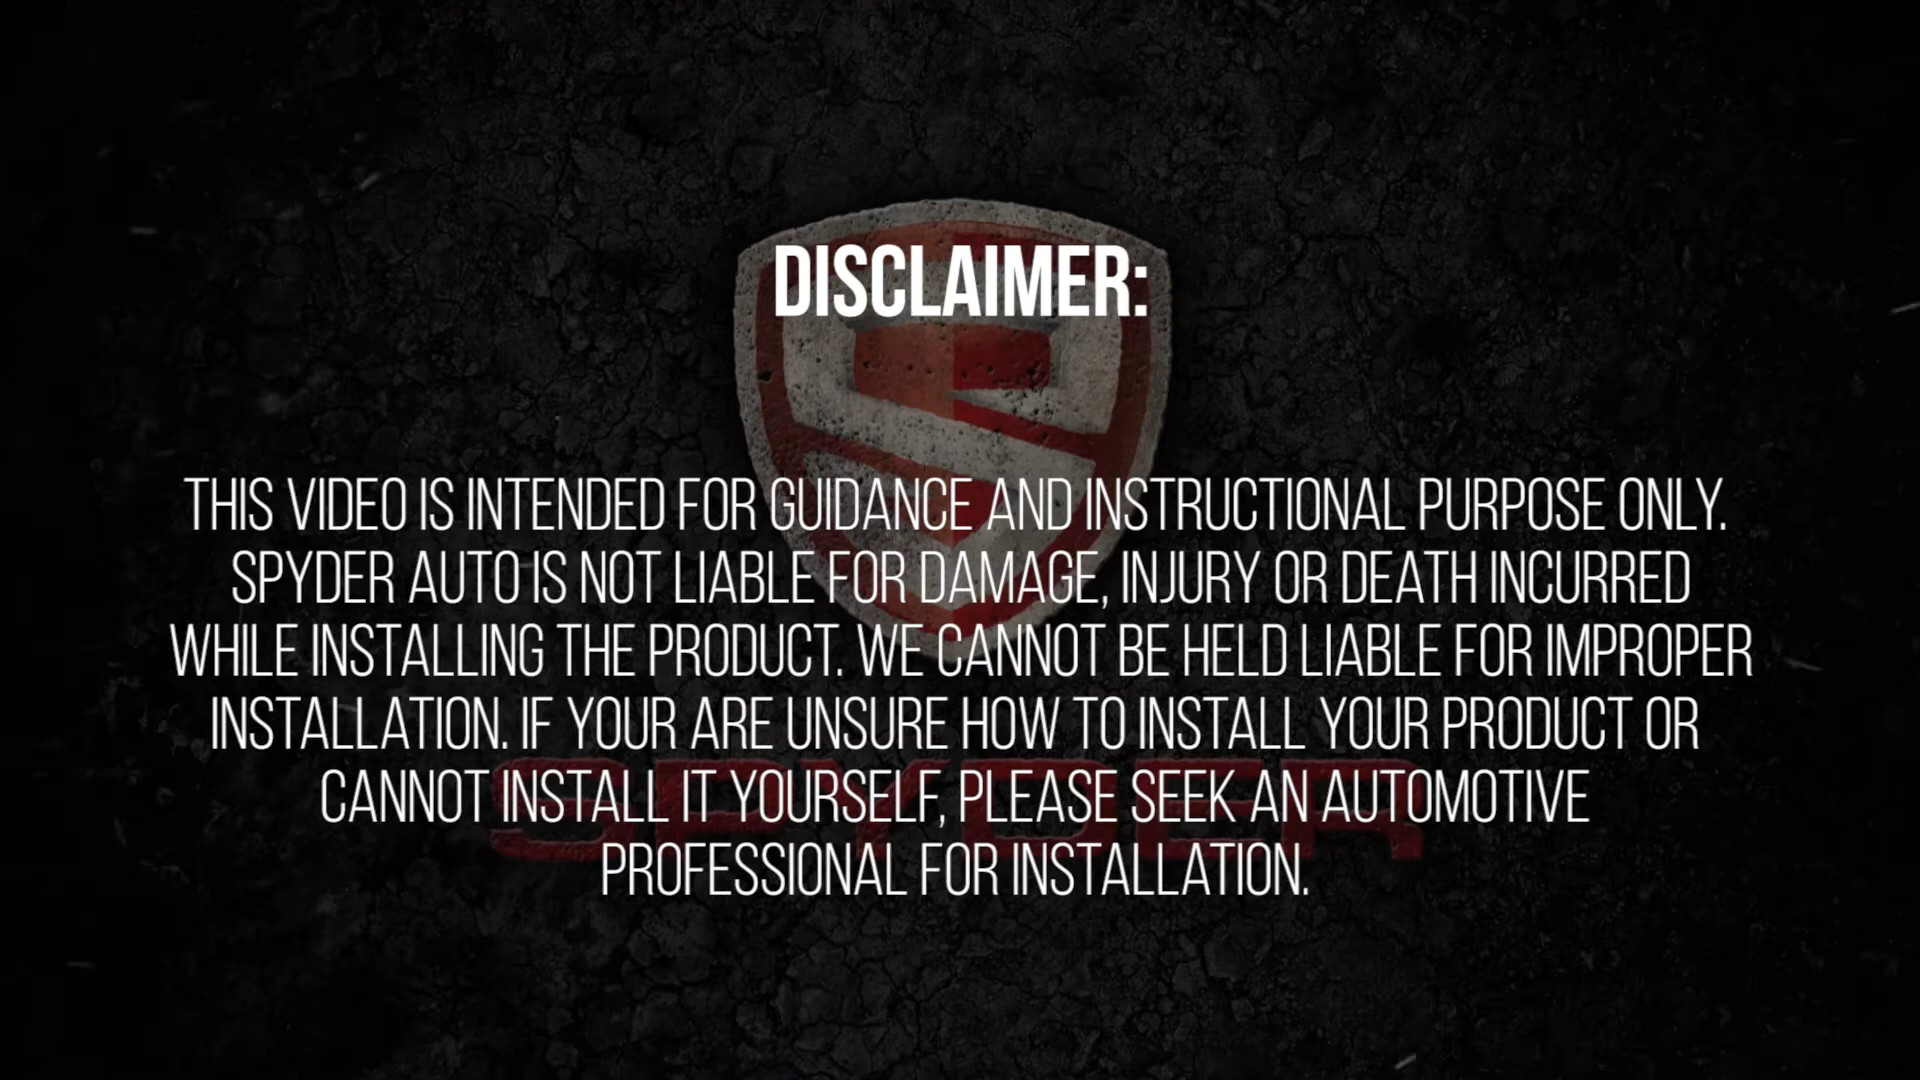 DISCLAIMER:
THIS VIDEO IS INTENDED FOR GUIDANCE AND INSTRUCTIONAL PURPOSE ONLY.
SPYDER AUTO IS NOT LIABLE FOR DAMAGE, INJURY OR DEATH INCURRED
WHILE INSTALLING THE PRODUCT. WE CANNOT BE HELD LIABLE FOR IMPROPER
INSTALLATION. IF YOUR ARE UNSURE HOW TO INSTALL YOUR PRODUCT OR
CANNOT INSTALL IT YOURSELF, PLEASE SEEK AN AUTOMOTIVE
PROFESSIONAL FOR INSTALLATION.
SPYDER